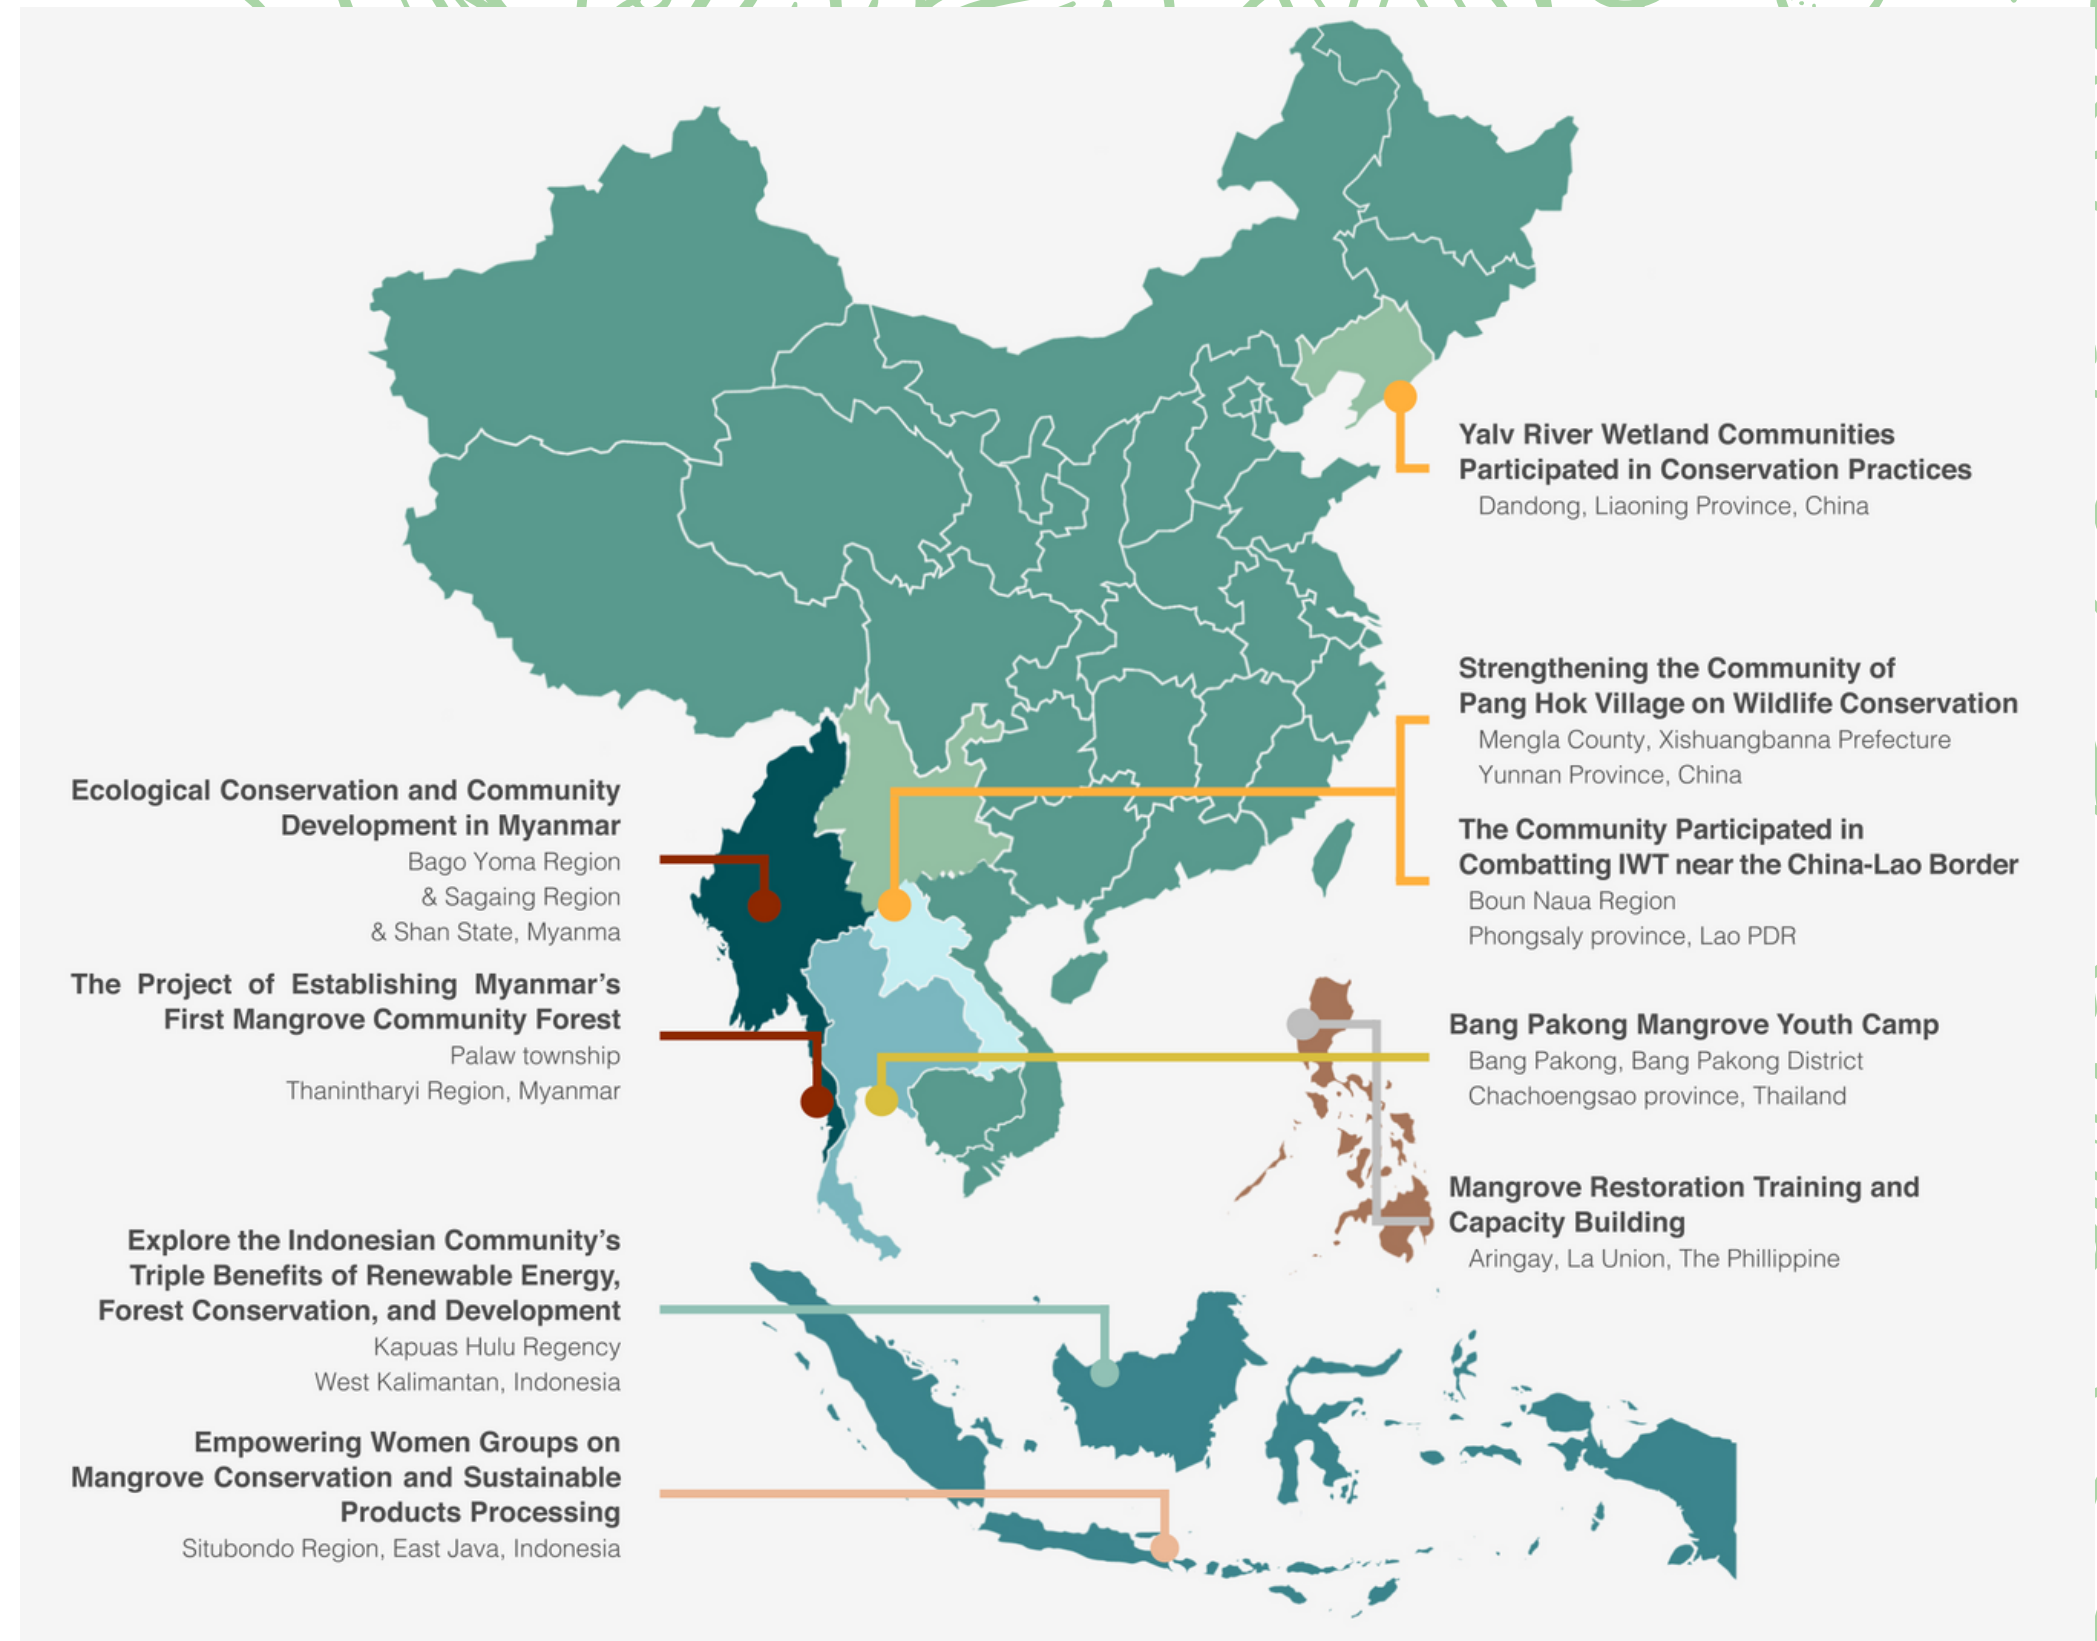 Yalv River Wetland Communities
Participated in Conservation Practices
Dandong, Liaoning Province, China
Strengthening the Community of
Pang Hok Village on Wildlife Conservation
Mengla County, Xishuangbanna Prefecture
Yunnan Province, China
The Community Participated in
Combatting IWT near the China-Lao Border
Boun Naua Region
Phongsaly province, Lao PDR
Bang Pakong Mangrove Youth Camp
Bang Pakong, Bang Pakong District
Chachoengsao province, Thailand
Mangrove Restoration Training and
Capacity Building
Aringay, La Union, The Phillippine
Ecological Conservation and Community
Development in Myanmar
Bago Yoma Region
& Sagaing Region
& Shan State, Myanma
The Project of Establishing Myanmar's
First Mangrove Community Forest
Palaw township
Thanintharyi Region, Myanmar
Explore the Indonesian Community's
Triple Benefits of Renewable Energy,
Forest Conservation, and Development
Kapuas Hulu Regency
West Kalimantan, Indonesia
Empowering Women Groups on
Mangrove Conservation and Sustainable
Products Processing
Situbondo Region, East Java, Indonesia